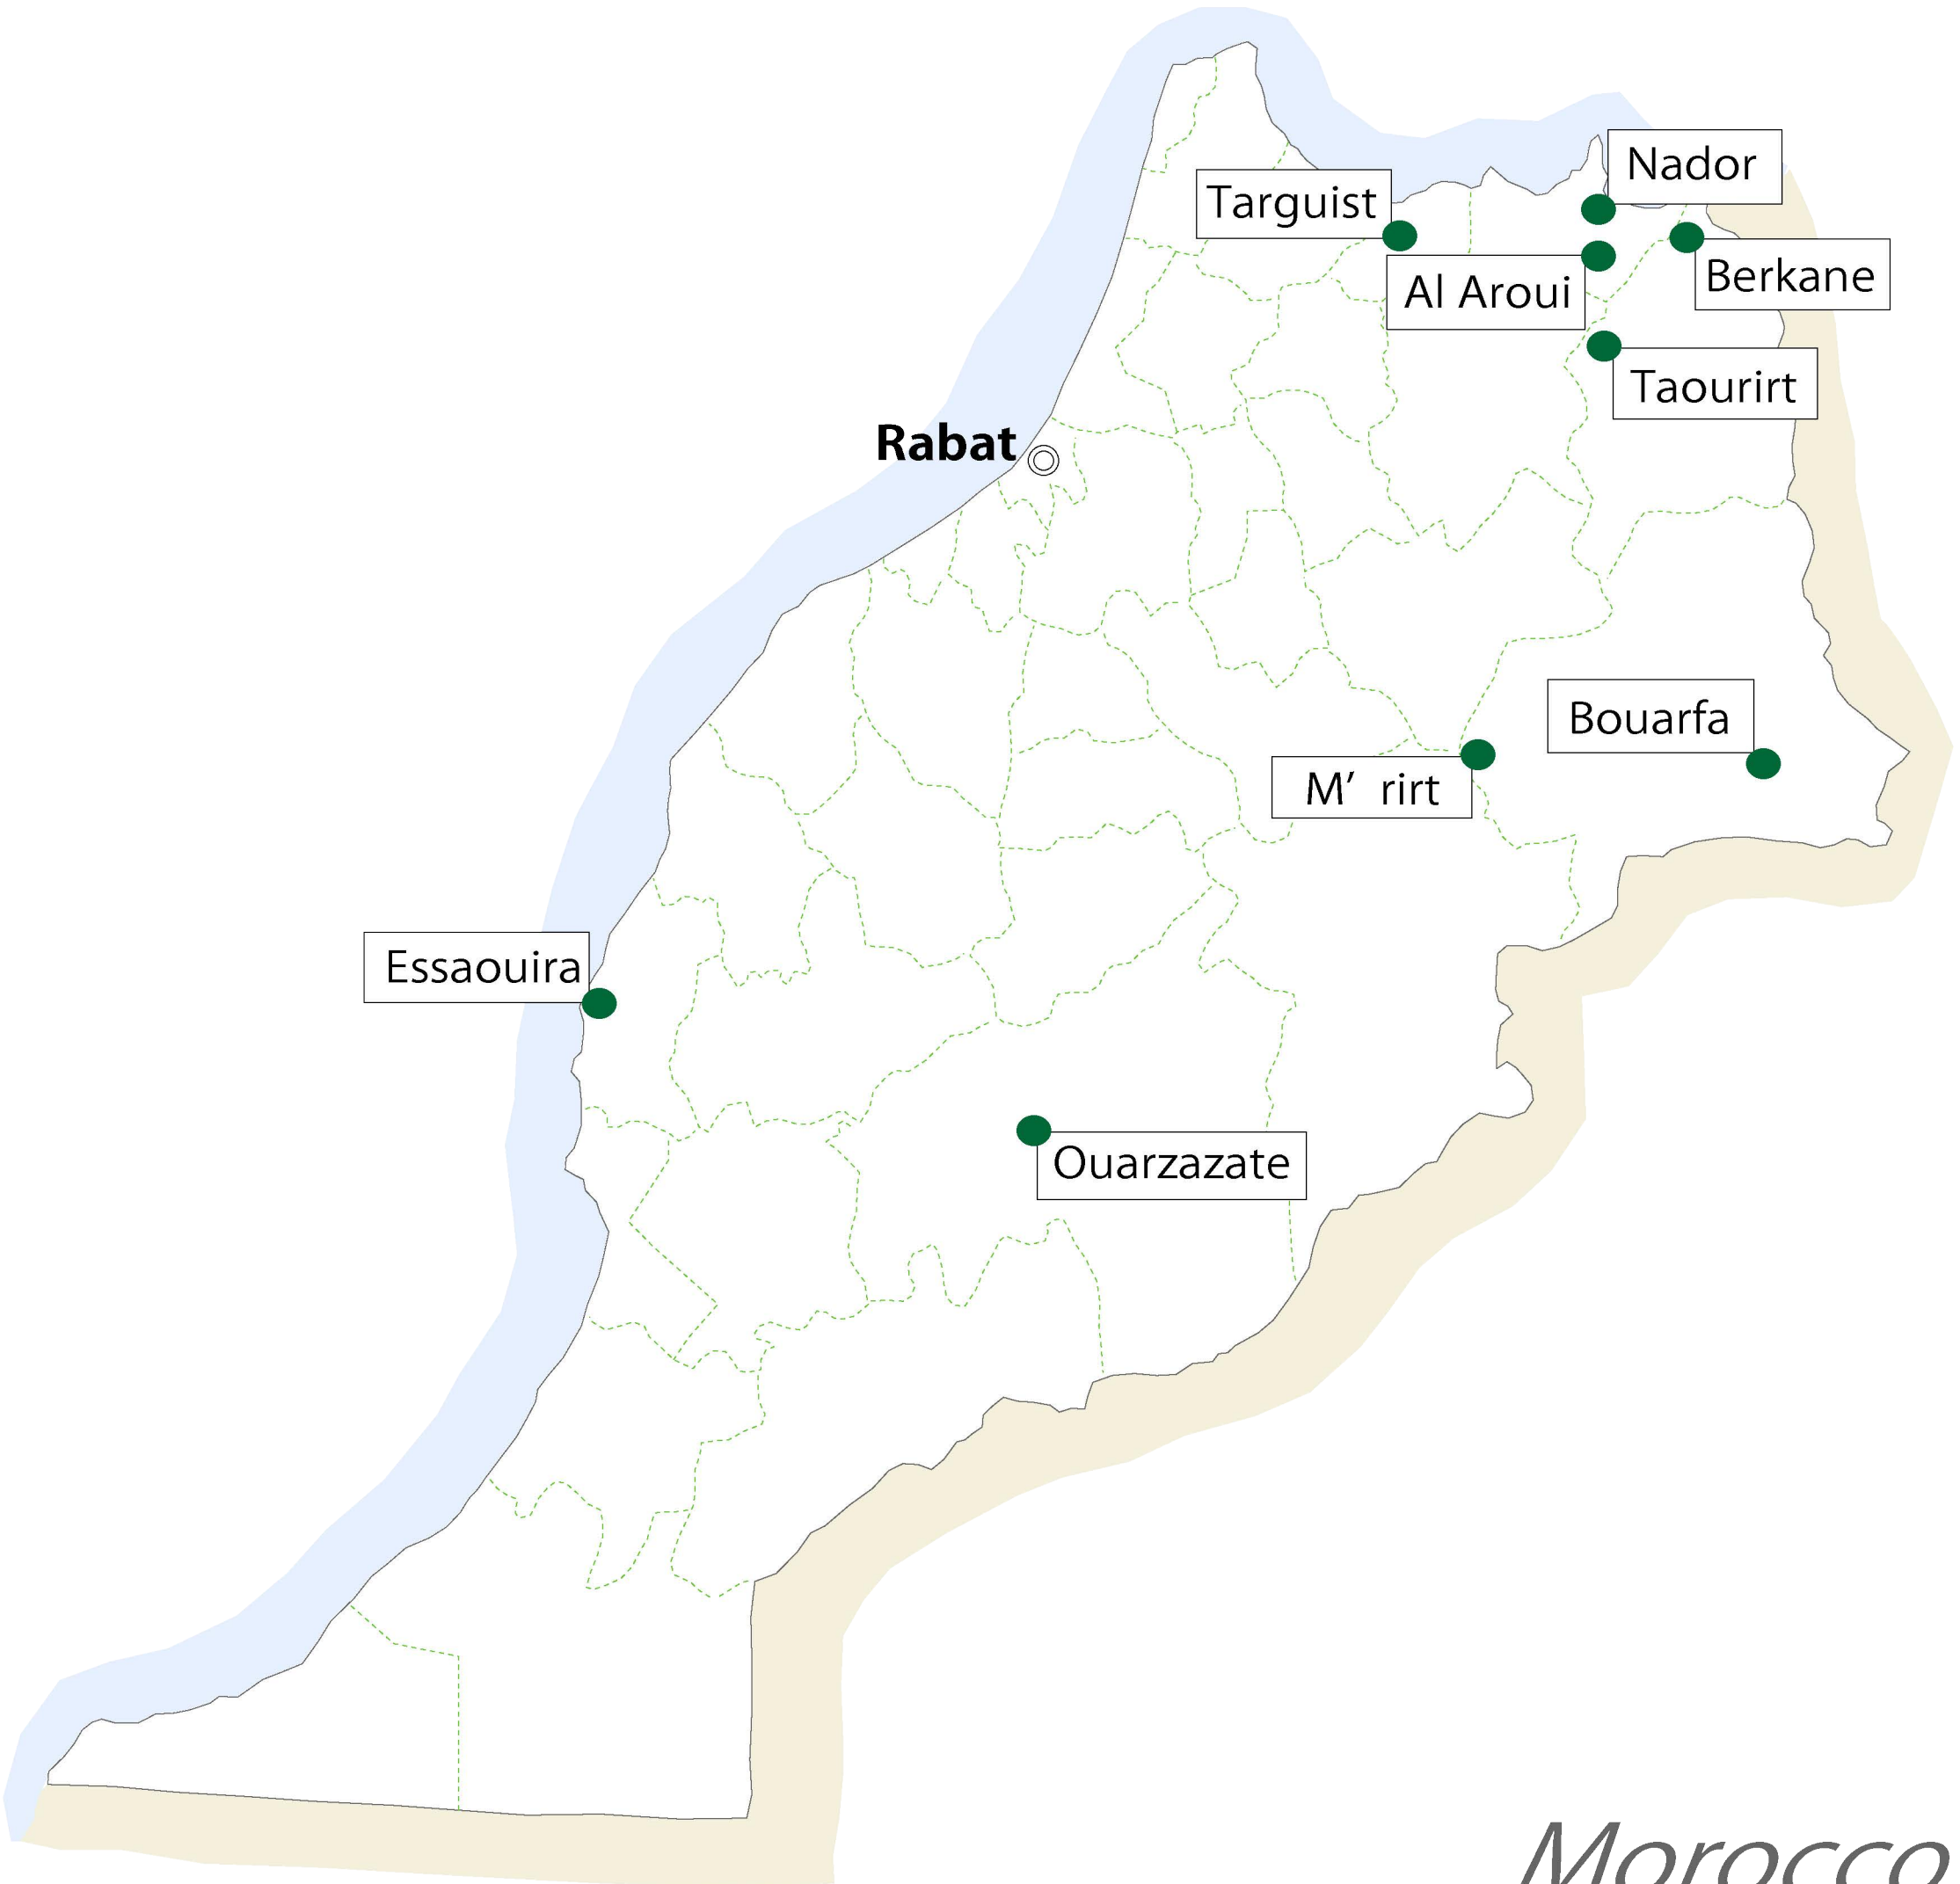 Nador
Targuist
Berkane
Al Aroui
Taourirt
Rabat
Bouarfa
M’ rirt
Essaouira
Ouarzazate
Morocco